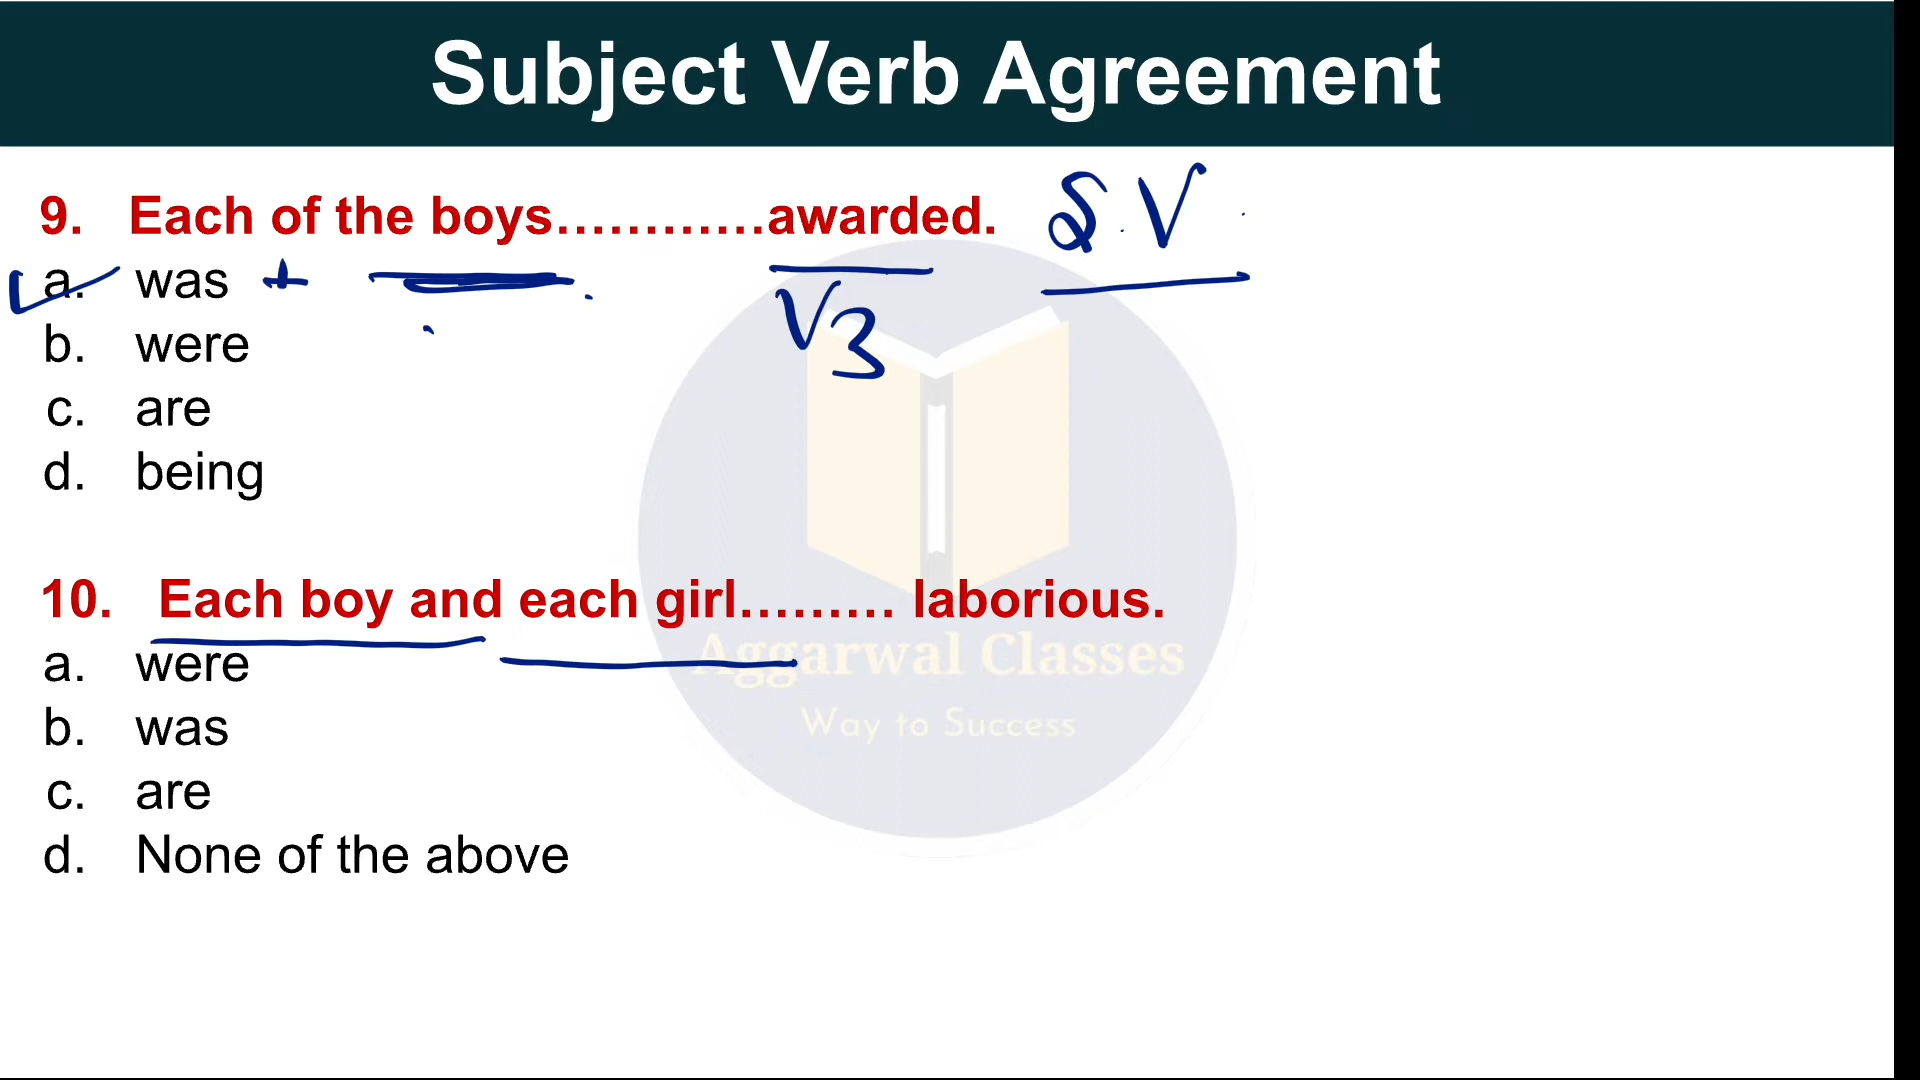 Subject Verb Agreement
9. Each of the boys............awarded. S.V
a. was +
V3
b. were
c. are
d. being
10. Each boy and each girl......... laborious.
a. were
b. was
c. are
d. None of the above
Aggarwal Classes
Way to Success